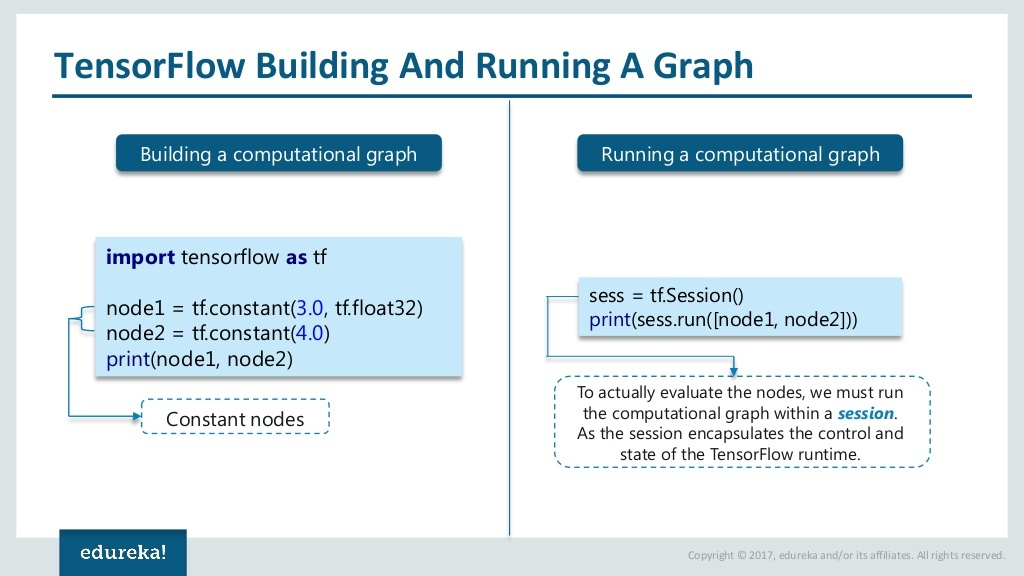 TensorFlow Building And Running A Graph
Building a computational graph
import tensorflow as tf
node1 = tf.constant(3.0, tf.float32)
node2 = tf.constant(4.0)
print(node1, node2)
Constant nodes
Running a computational graph
sess = tf.Session()
print(sess.run([node1, node2]))
To actually evaluate the nodes, we must run
the computational graph within a session.
As the session encapsulates the control and
state of the TensorFlow runtime.
edureka!
Copyright © 2017, edureka and/or its affiliates. All rights reserved.